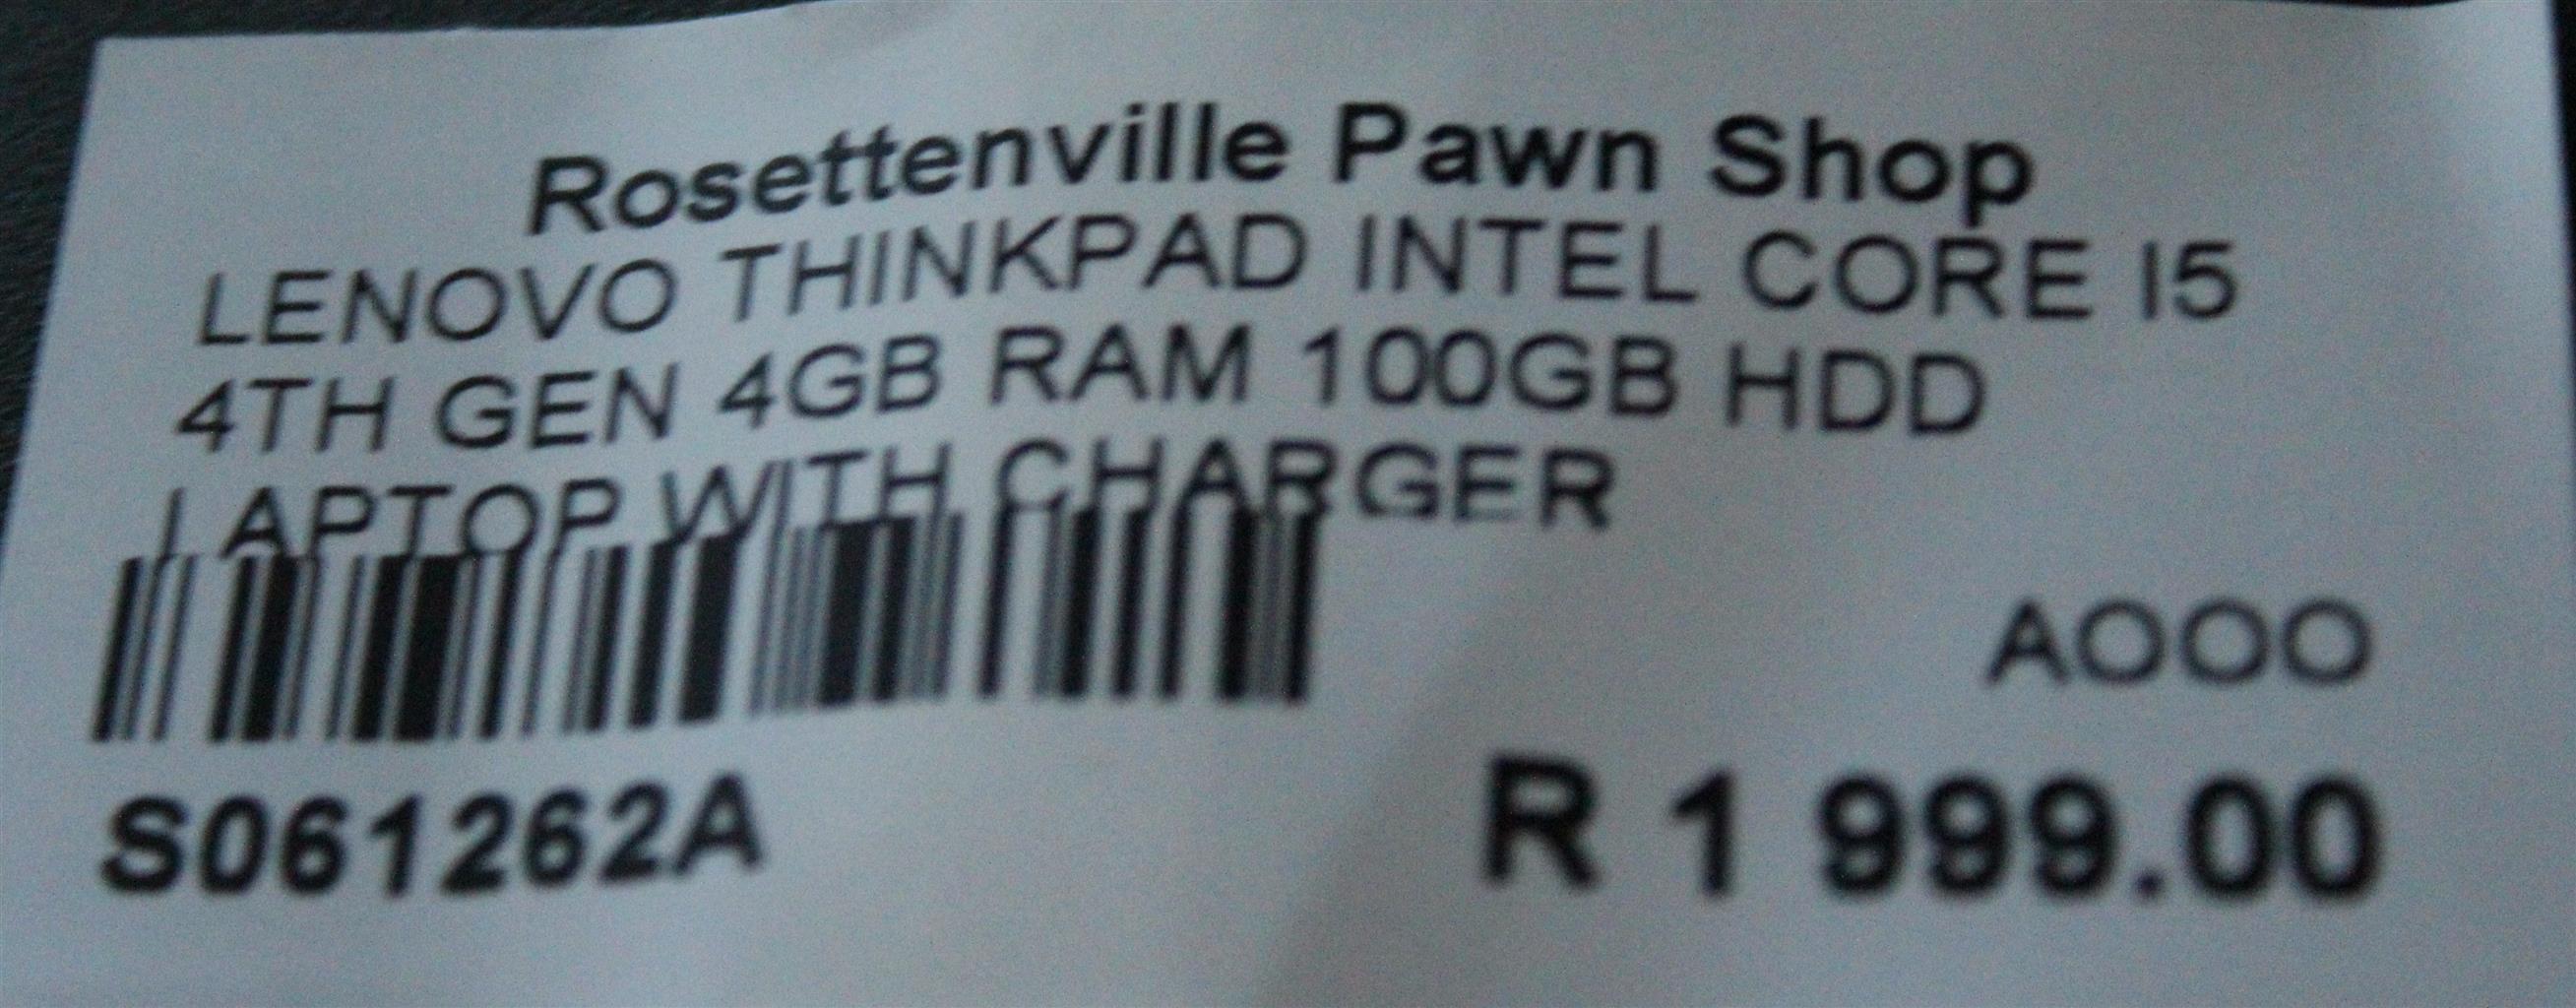 Rosettenville Pawn Shop
LENOVO THINKPAD INTEL CORE I5
4TH GEN 4GB RAM 100GB HDD
LAPTOP WITH CHARGER
AOOO
S061262A
R 1 999.00